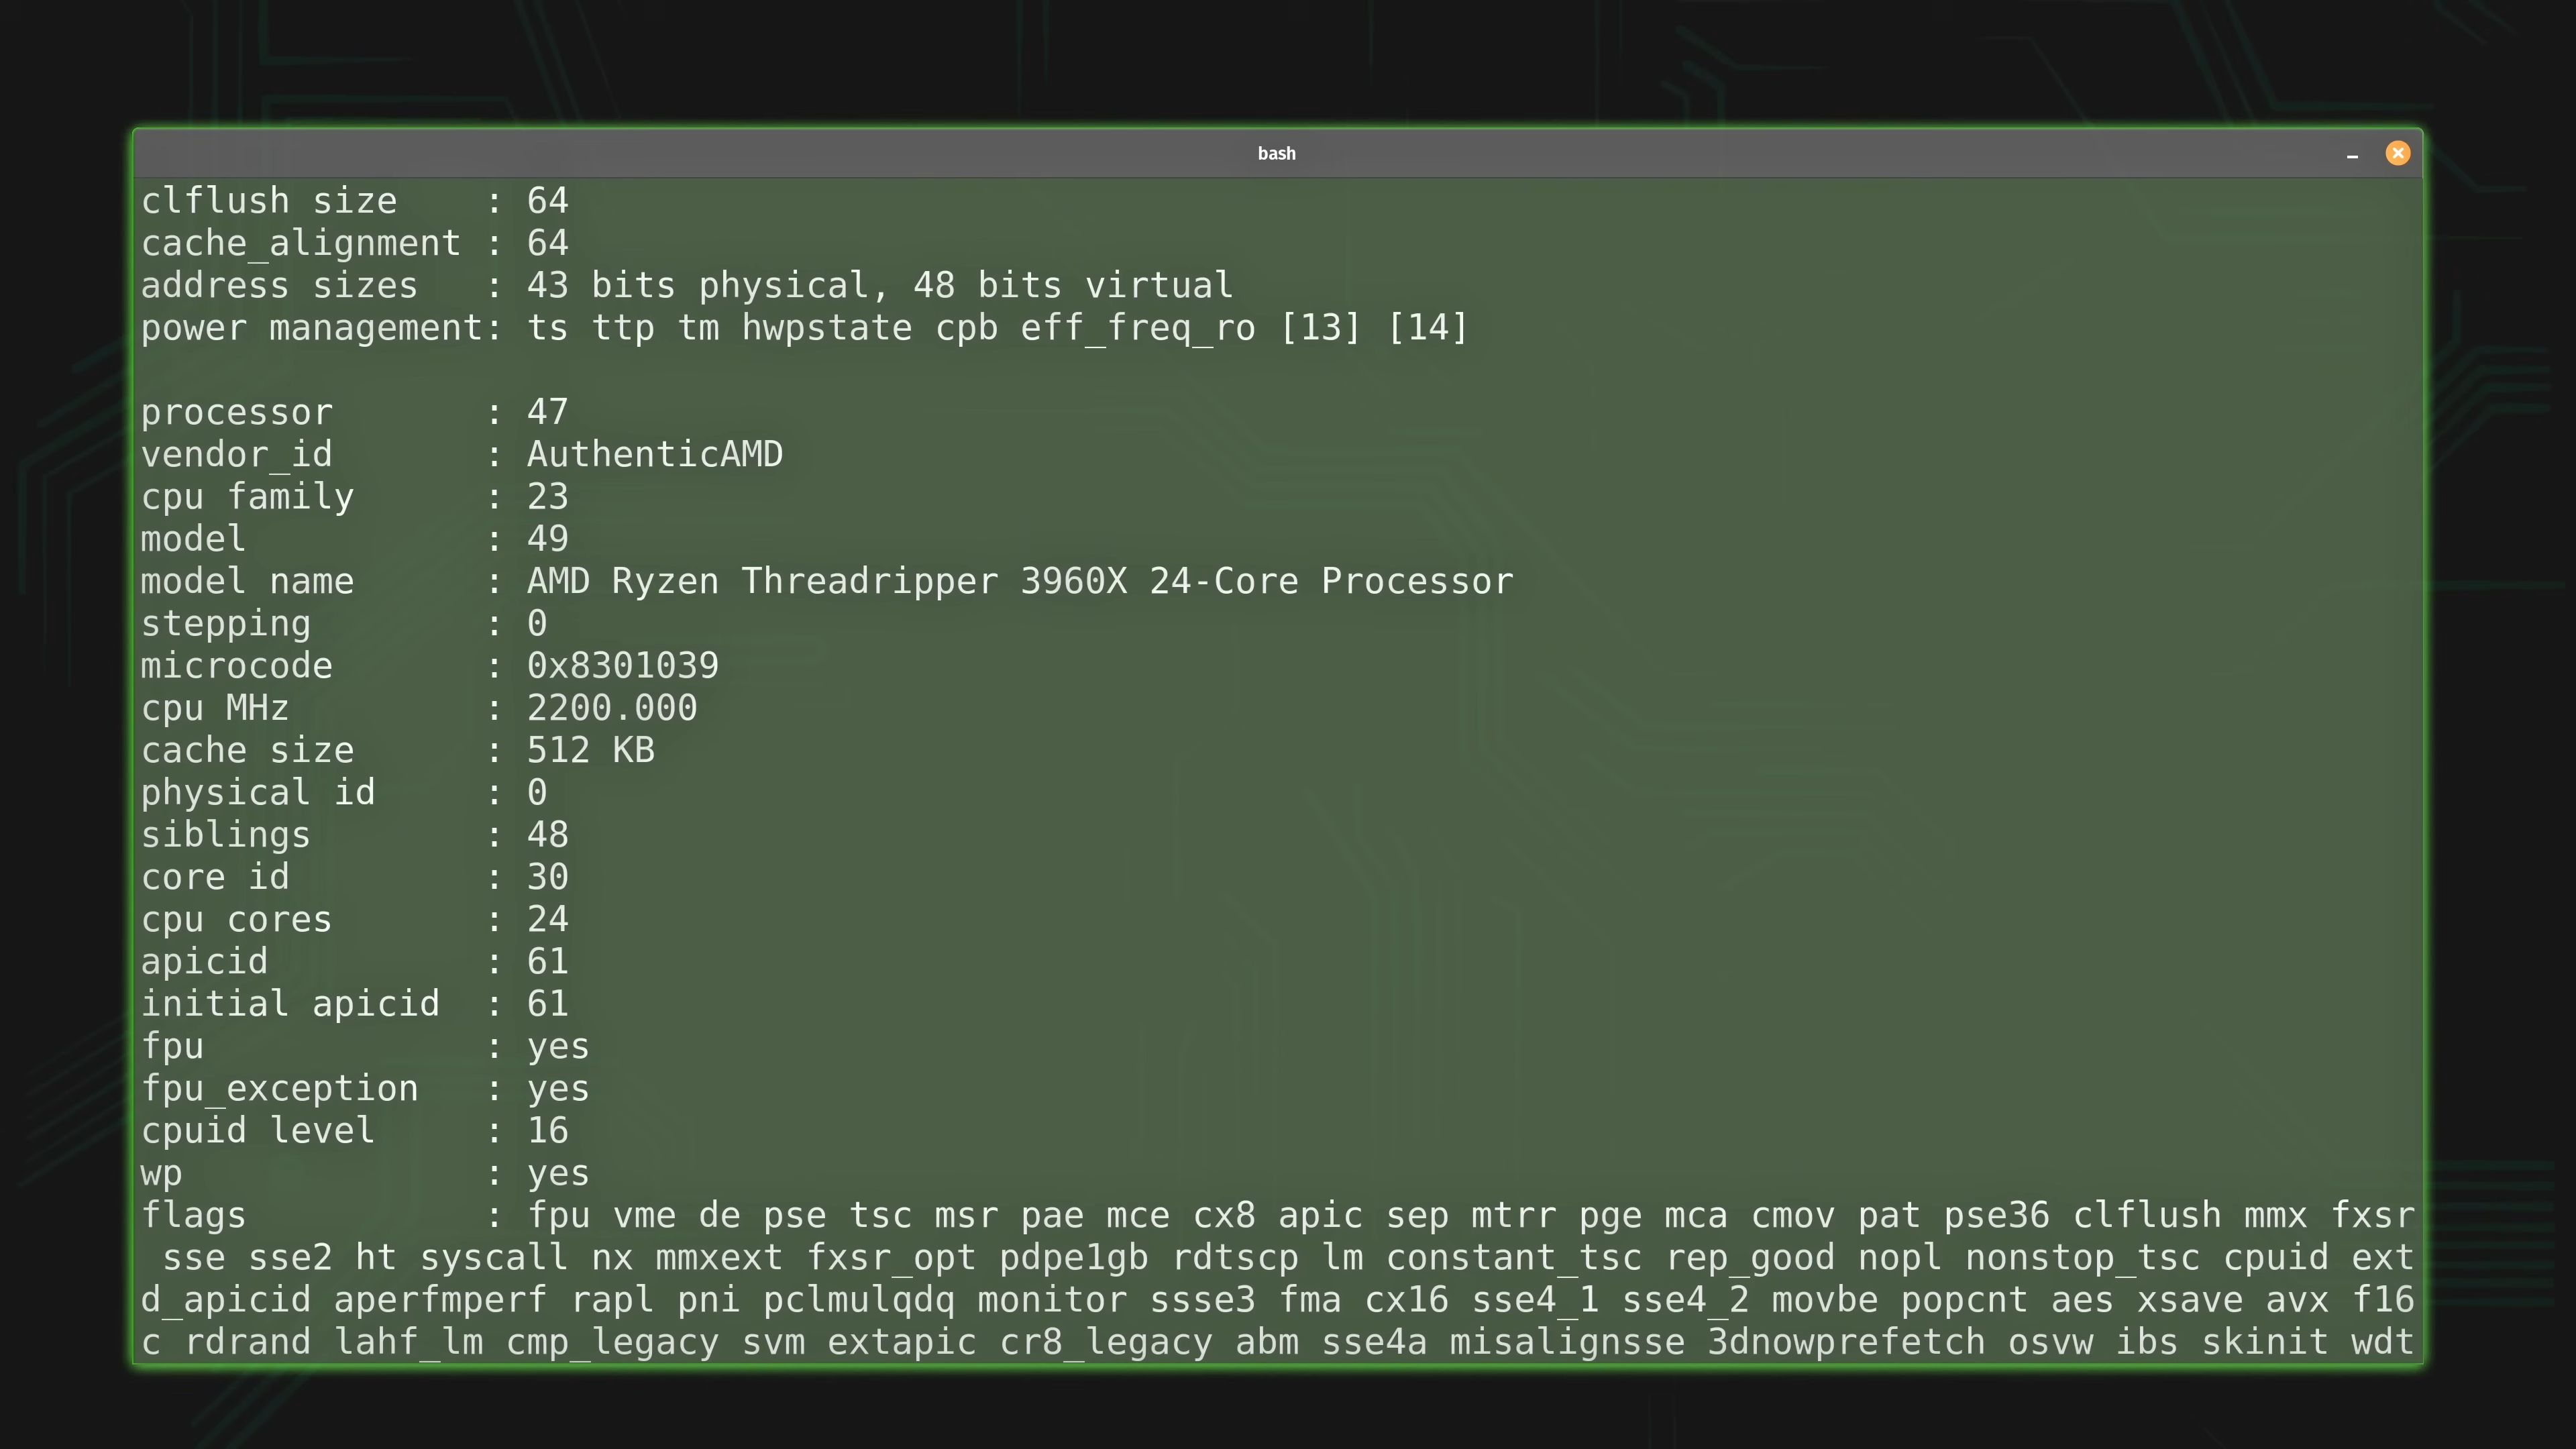 bash
clflush size    : 64
cache_alignment : 64
address sizes   : 43 bits physical, 48 bits virtual
power management: ts ttp tm hwpstate cpb eff_freq_ro [13] [14]
processor       : 47
vendor_id       : AuthenticAMD
cpu family      : 23
model           : 49
model name      : AMD Ryzen Threadripper 3960X 24-Core Processor
stepping        : 0
microcode       : 0x8301039
cpu MHz         : 2200.000
cache size      : 512 KB
physical id     : 0
siblings        : 48
core id         : 30
cpu cores       : 24
apicid          : 61
initial apicid  : 61
fpu             : yes
fpu_exception   : yes
cpuid level     : 16
wp              : yes
flags           : fpu vme de pse tsc msr pae mce cx8 apic sep mtrr pge mca cmov pat pse36 clflush mmx fxsr
 sse sse2 ht syscall nx mmxext fxsr_opt pdpe1gb rdtscp lm constant_tsc rep_good nopl nonstop_tsc cpuid ext
d_apicid aperfmperf rapl pni pclmulqdq monitor ssse3 fma cx16 sse4_1 sse4_2 movbe popcnt aes xsave avx f16
c rdrand lahf_lm cmp_legacy svm extapic cr8_legacy abm sse4a misalignsse 3dnowprefetch osvw ibs skinit wdt